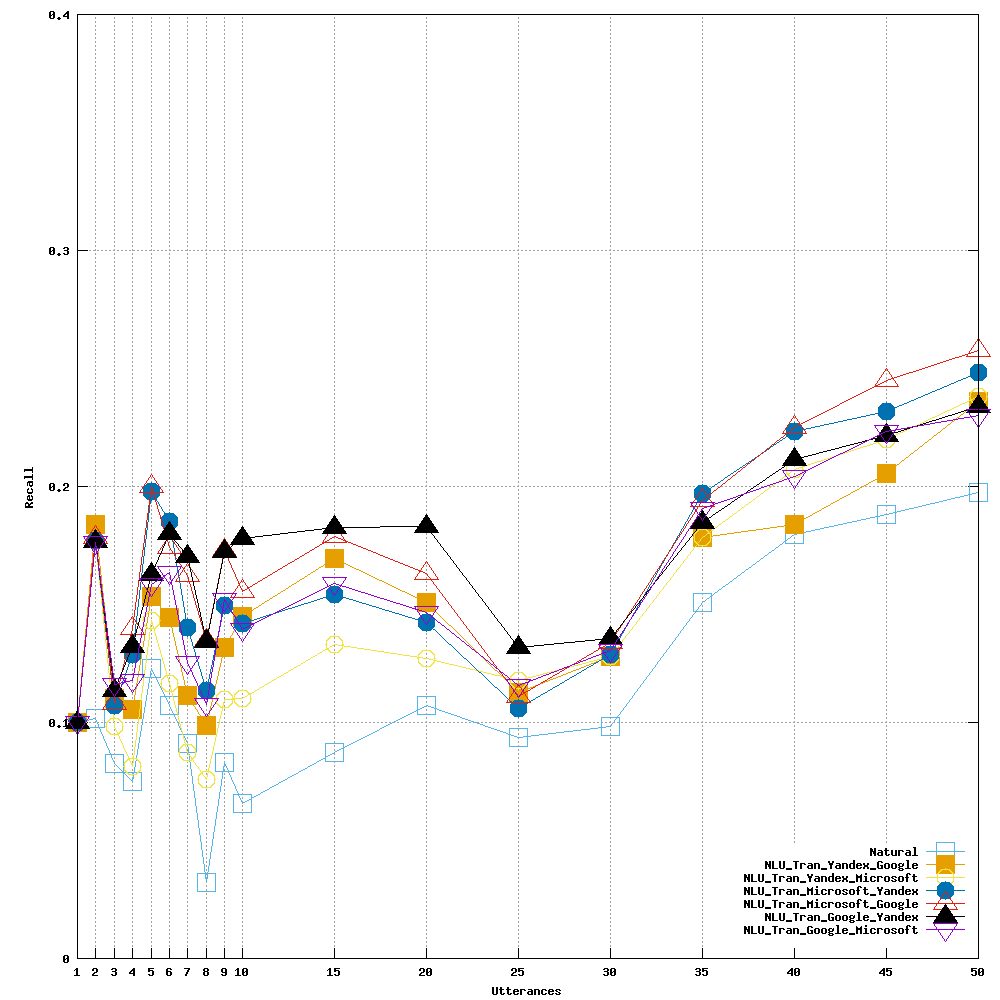 0.4
0.3
0.2
0.1
0
Recall
Natural
NLU_Tran_Yandex_Google
NLU_Tran_Yandex_Microsoft
NLU_Tran_Microsoft_Yandex
NLU_Tran_Microsoft_Google
NLU_Tran_Google_Yandex
NLU_Tran_Google_Microsoft
1 2 3 4 5 6 7 8 9 10 15 20 25 30 35 40 45 50
Utterances